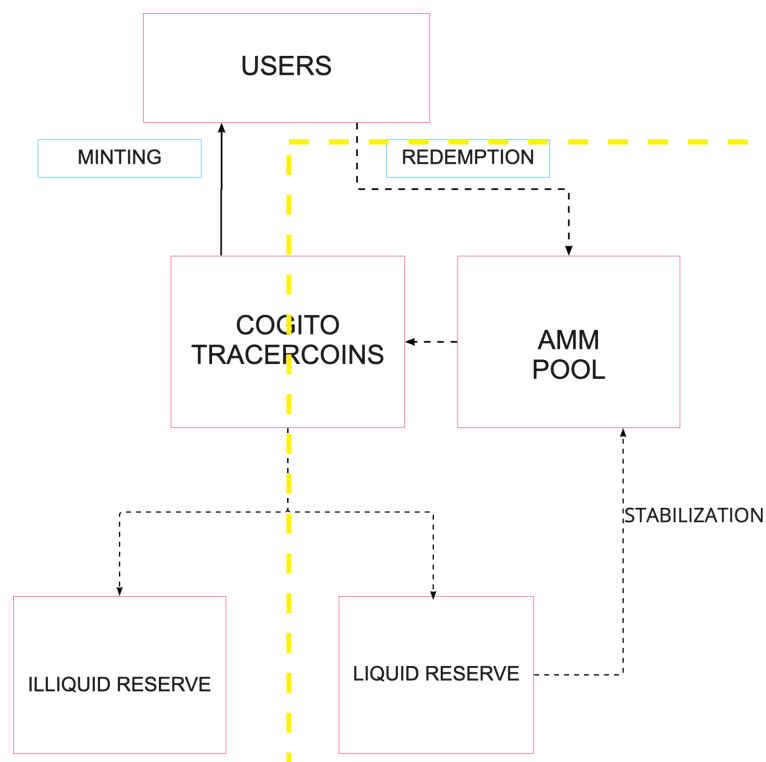 USERS
MINTING
REDEMPTION
COGITO
TRACERCOINS
AMM
POOL
STABILIZATION
ILLIQUID RESERVE
LIQUID RESERVE